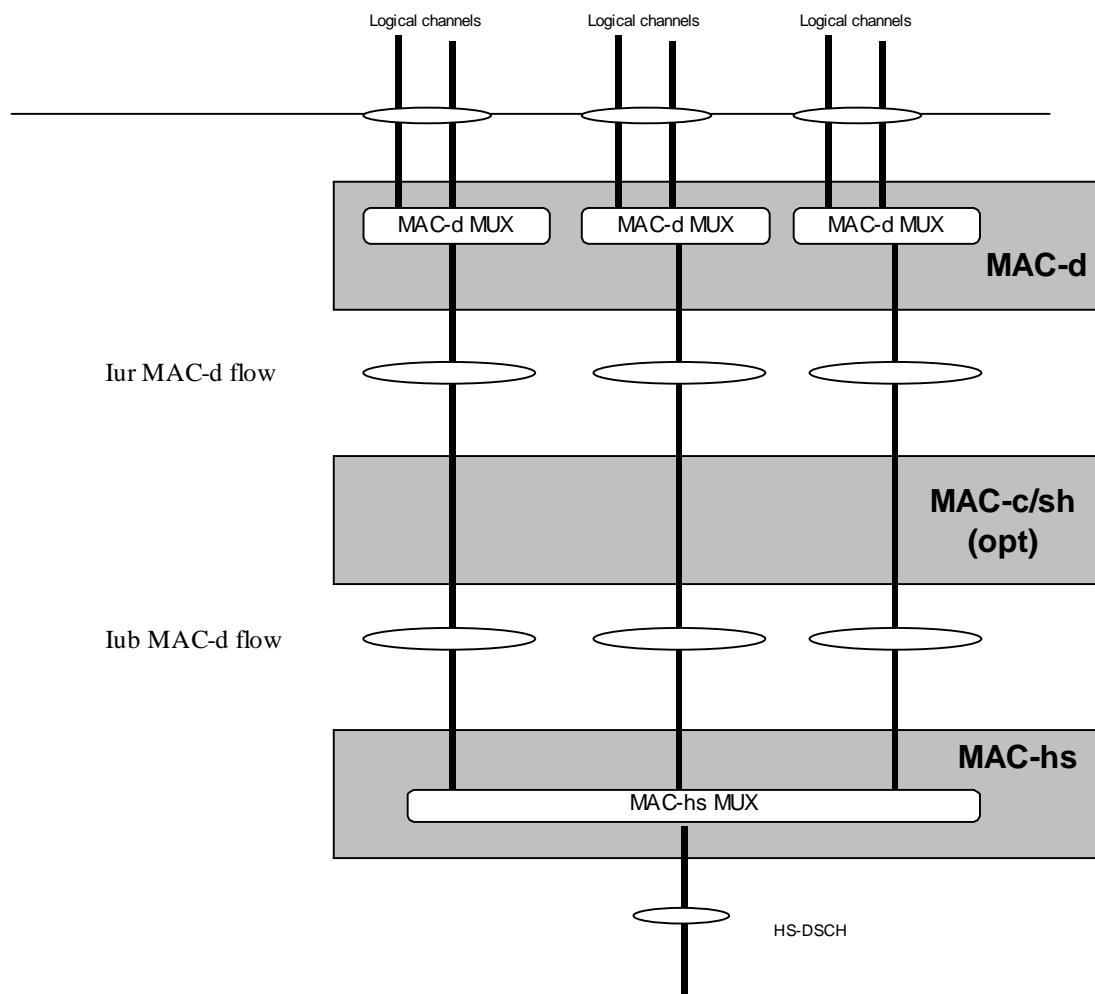 Logical channels
Logical channels
Logical channels
MAC-d MUX
MAC-d MUX
MAC-d MUX
MAC-d
Iur MAC-d flow
MAC-c/sh
(opt)
Iub MAC-d flow
MAC-hs
MAC-hs MUX
HS-DSCH